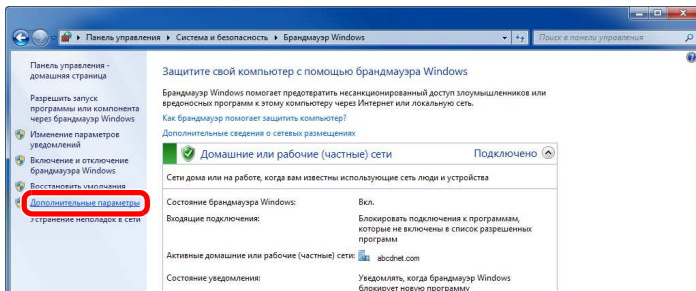 Панель управлен... ▸ Система и безопасность ▸ Брандмауэр Windows
Поиск в панели управления
Панель управления -
домашняя страница
Разрешить запуск
программы или компонента
через брандмауэр Windows
Изменение параметров
уведомлений
Включение и отключение
брандмауэра Windows
Восстановить умолчания
Дополнительные параметры
Устранение неполадок в сети
Защитите свой компьютер с помощью брандмауэра Windows
Брандмауэр Windows помогает предотвратить несанкционированный доступ злоумышленников или
вредоносных программ к этому компьютеру через Интернет или локальную сеть.
Как брандмауэр помогает защитить компьютер?
Дополнительные сведения о сетевых размещениях
Домашние или рабочие (частные) сети Подключено
Сети дома или на работе, когда вам известны использующие сеть люди и устройства
Состояние брандмауэра Windows: Вкл.
Входящие подключения: Блокировать подключения к программам,
которые не включены в список разрешенных
программ
Активные домашние или рабочие (частные) сети: abcdnet.com
Состояние уведомления: Уведомлять, когда брандмауэр Windows
блокирует новую программу